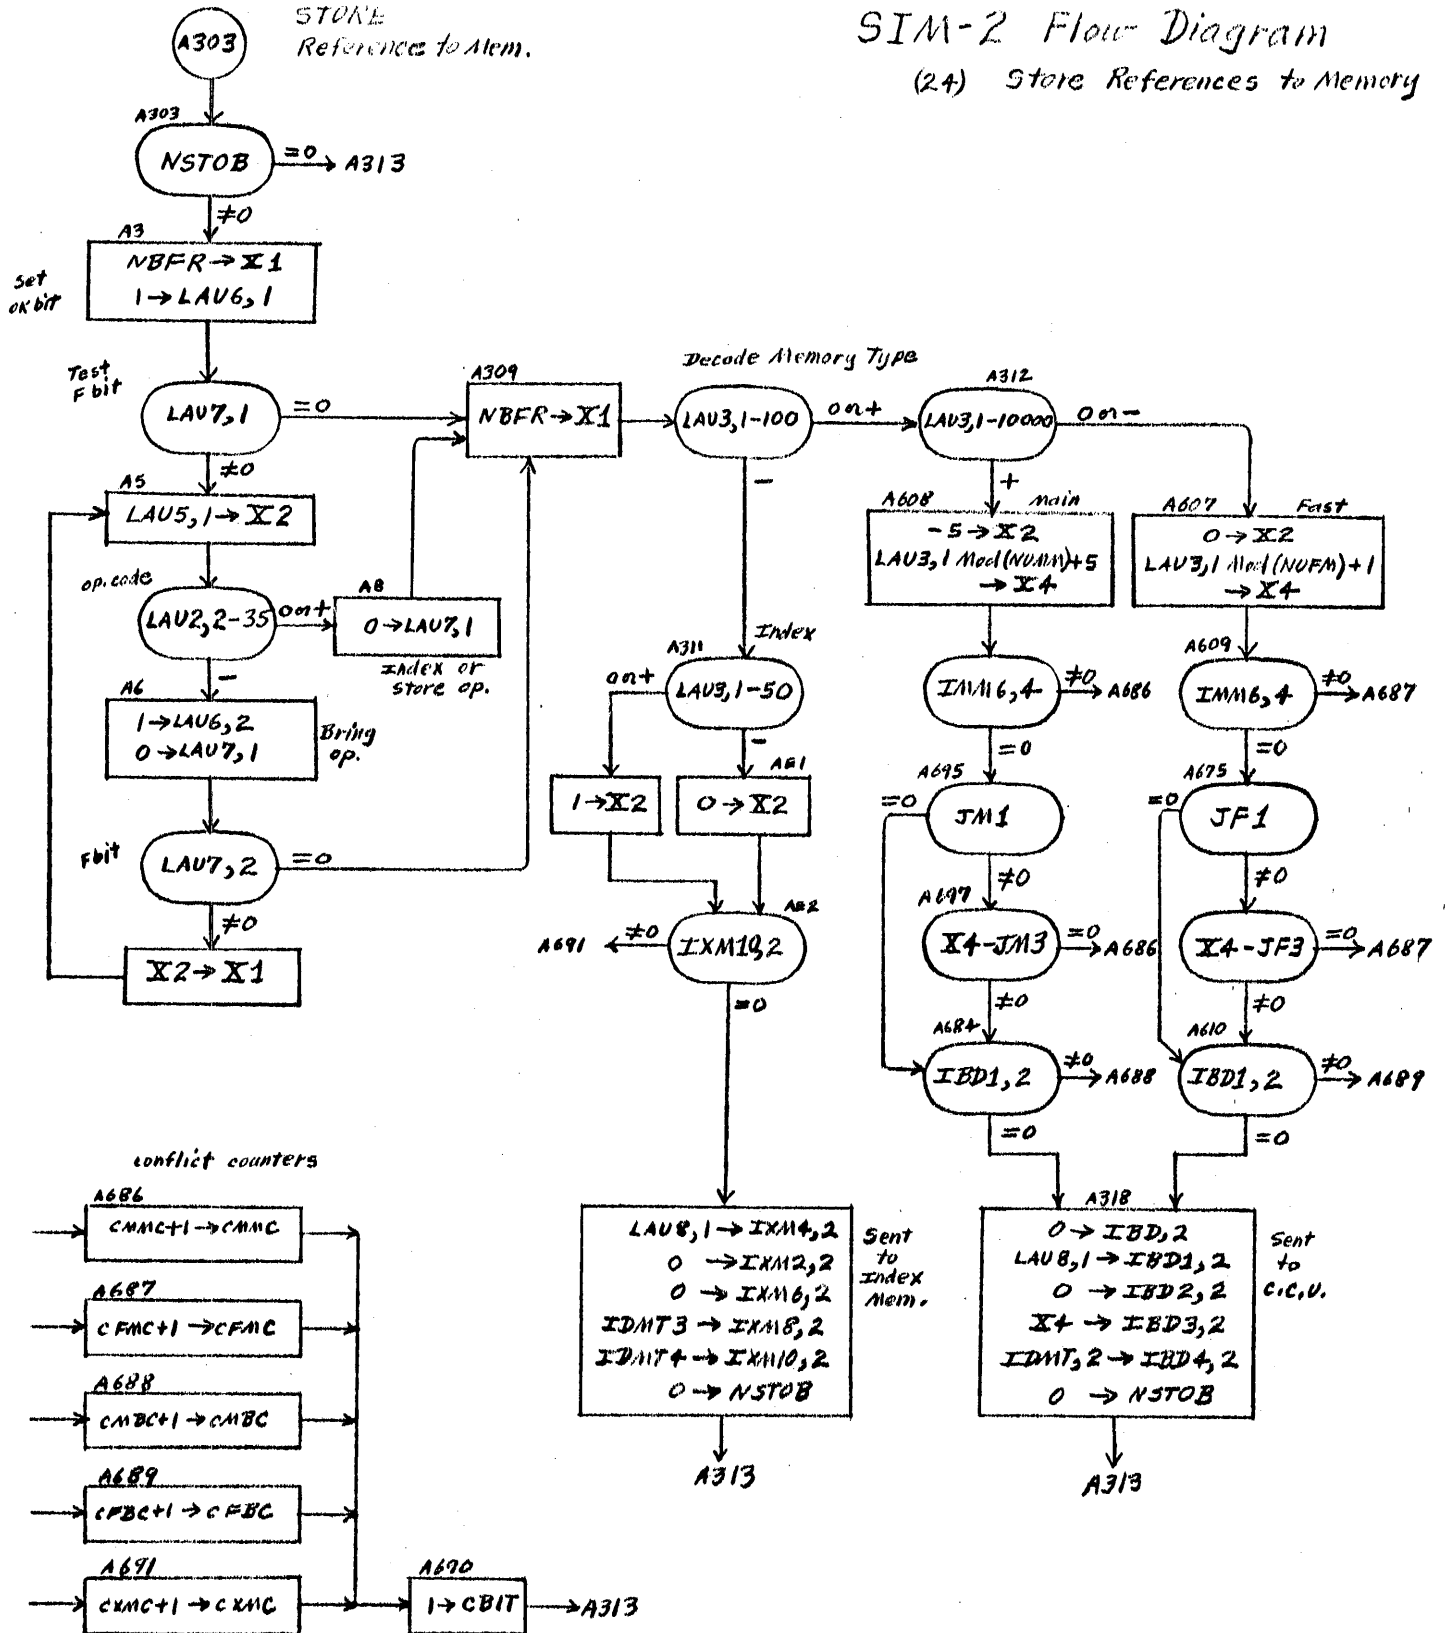 SIM-2 Flow Diagram
(24) Store References to Memory
A303
STORE
References to Mem.
A303
NSTOB
=0
A313
≠0
A3
NBFR→X1
1→LAU6,1
Set
OK bit
Test
F bit
LAU7,1
=0
≠0
A5
LAU5,1→X2
op. code
LAU2,2-35
0 or +
-
A8
0→LAU7,1
Index or
store op.
A6
1→LAU6,2
0→LAU7,1
Bring
op.
F bit
LAU7,2
=0
≠0
X2→X1
A309
NBFR→X1
Decode Memory Type
LAU3,1-100
0 or +
-
Index
A312
LAU3,1-10000
0 or -
+
A311
LAU3,1-50
0 or +
-
1→X2
AE1
0→X2
AE2
IXM10,2
≠0
A691
=0
LAU8,1→IXM4,2
0 →IXM2,2
0 →IXM6,2
IDMT3→IXM8,2
IDMT4→IXM10,2
0→NSTOB
Sent
to
Index
Mem.
A313
A608
Main
-5→X2
LAU3,1 Mod(NUMM)+5
→X4
IMM6,4
≠0
A686
=0
A695
JM1
=0
≠0
A697
X4-JM3
=0
A686
≠0
A684
IBD1,2
≠0
A688
=0
A607
Fast
0→X2
LAU3,1 Mod(NUFM)+1
→X4
A609
IMM6,4
≠0
A687
=0
A675
JF1
=0
≠0
X4-JF3
=0
A687
≠0
A610
IBD1,2
≠0
A689
=0
A318
0→IBD,2
LAU8,1→IBD1,2
0 →IBD2,2
X4 →IBD3,2
IDMT,2→IBD4,2
0 →NSTOB
Sent
to
C.C.U.
A313
conflict counters
A686
CMMC+1→CMMC
A687
CFMC+1→CFMC
A688
CMBC+1→CMBC
A689
CFBC+1→CFBC
A691
CXMC+1→CXMC
A690
1→CBIT
A313